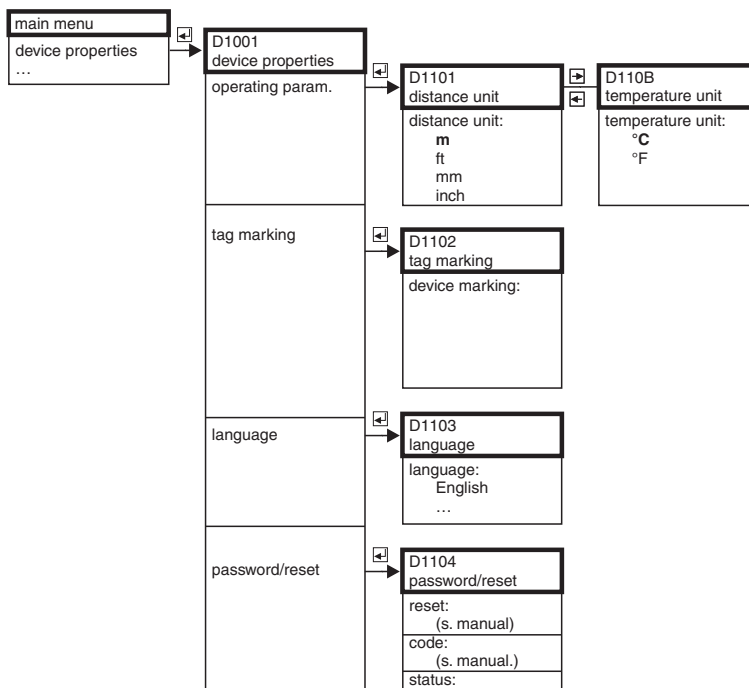 main menu
device properties
…
D1001
device properties
operating param.
D1101
distance unit
distance unit:
m
ft
mm
inch
D110B
temperature unit
temperature unit:
°C
°F
tag marking
D1102
tag marking
device marking:
language
D1103
language
language:
English
…
password/reset
D1104
password/reset
reset:
(s. manual)
code:
(s. manual.)
status: